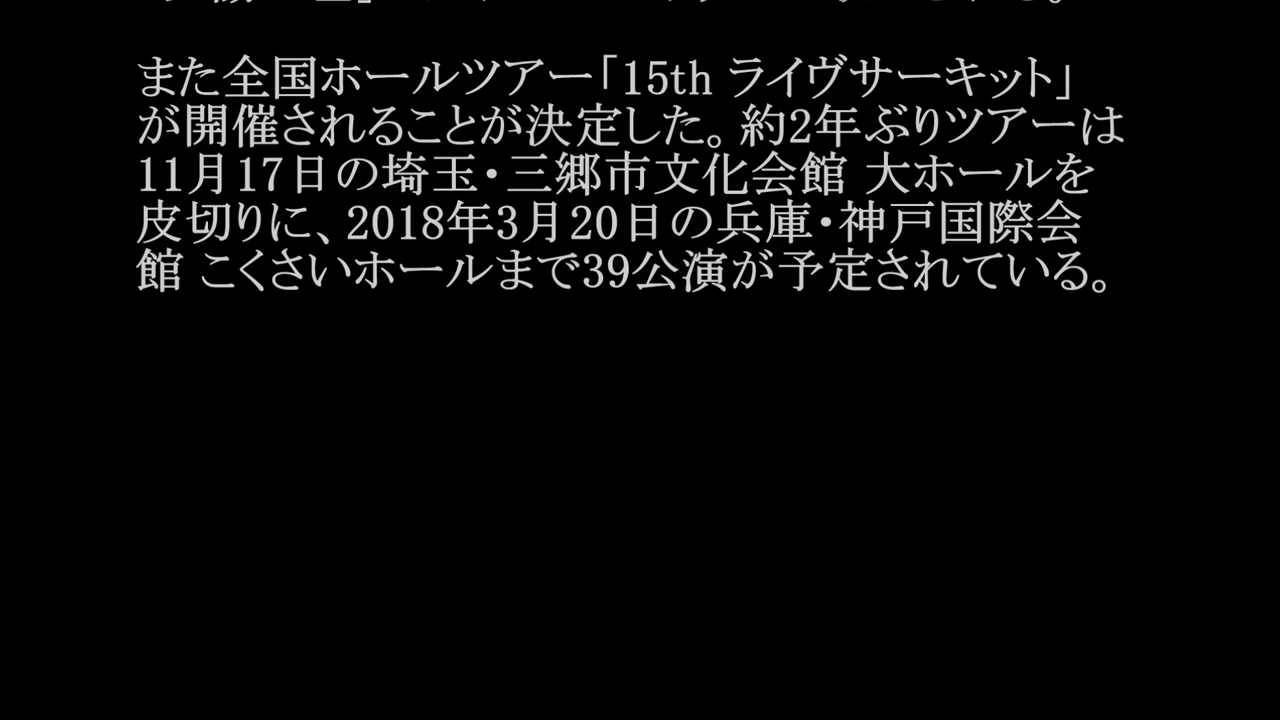 また全国ホールツアー「15th ライヴサーキット」
が開催されることが決定した。約2年ぶりツアーは
11月17日の埼玉・三郷市文化会館 大ホールを
皮切りに、2018年3月20日の兵庫・神戸国際会
館 こくさいホールまで39公演が予定されている。